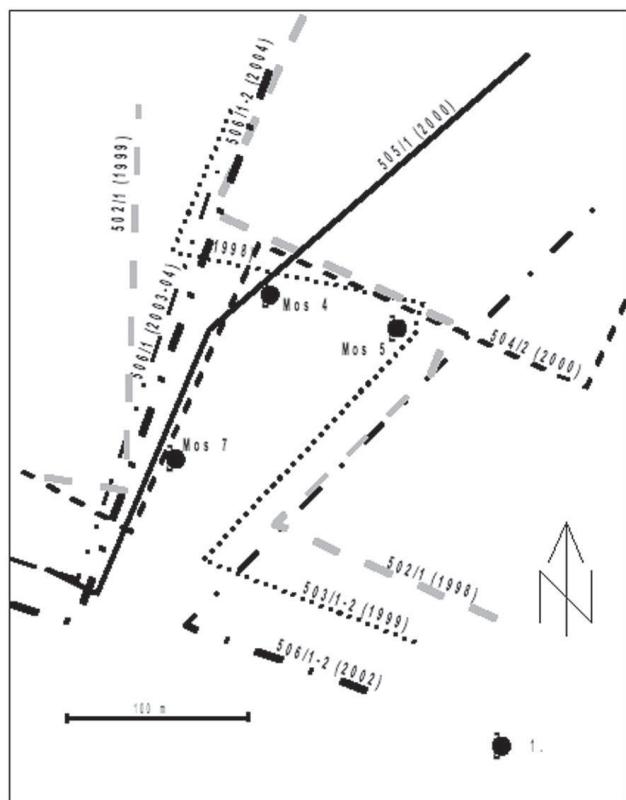 506/1-2 (2004)
505/1 (2000)
502/1 (1999)
1998)
506/1 (2003-04)
Mos 4
Mos 5
504/2 (2000)
Mos 7
502/1 (1998)
503/1-2 (1999)
506/1-2 (2002)
100 m
1.